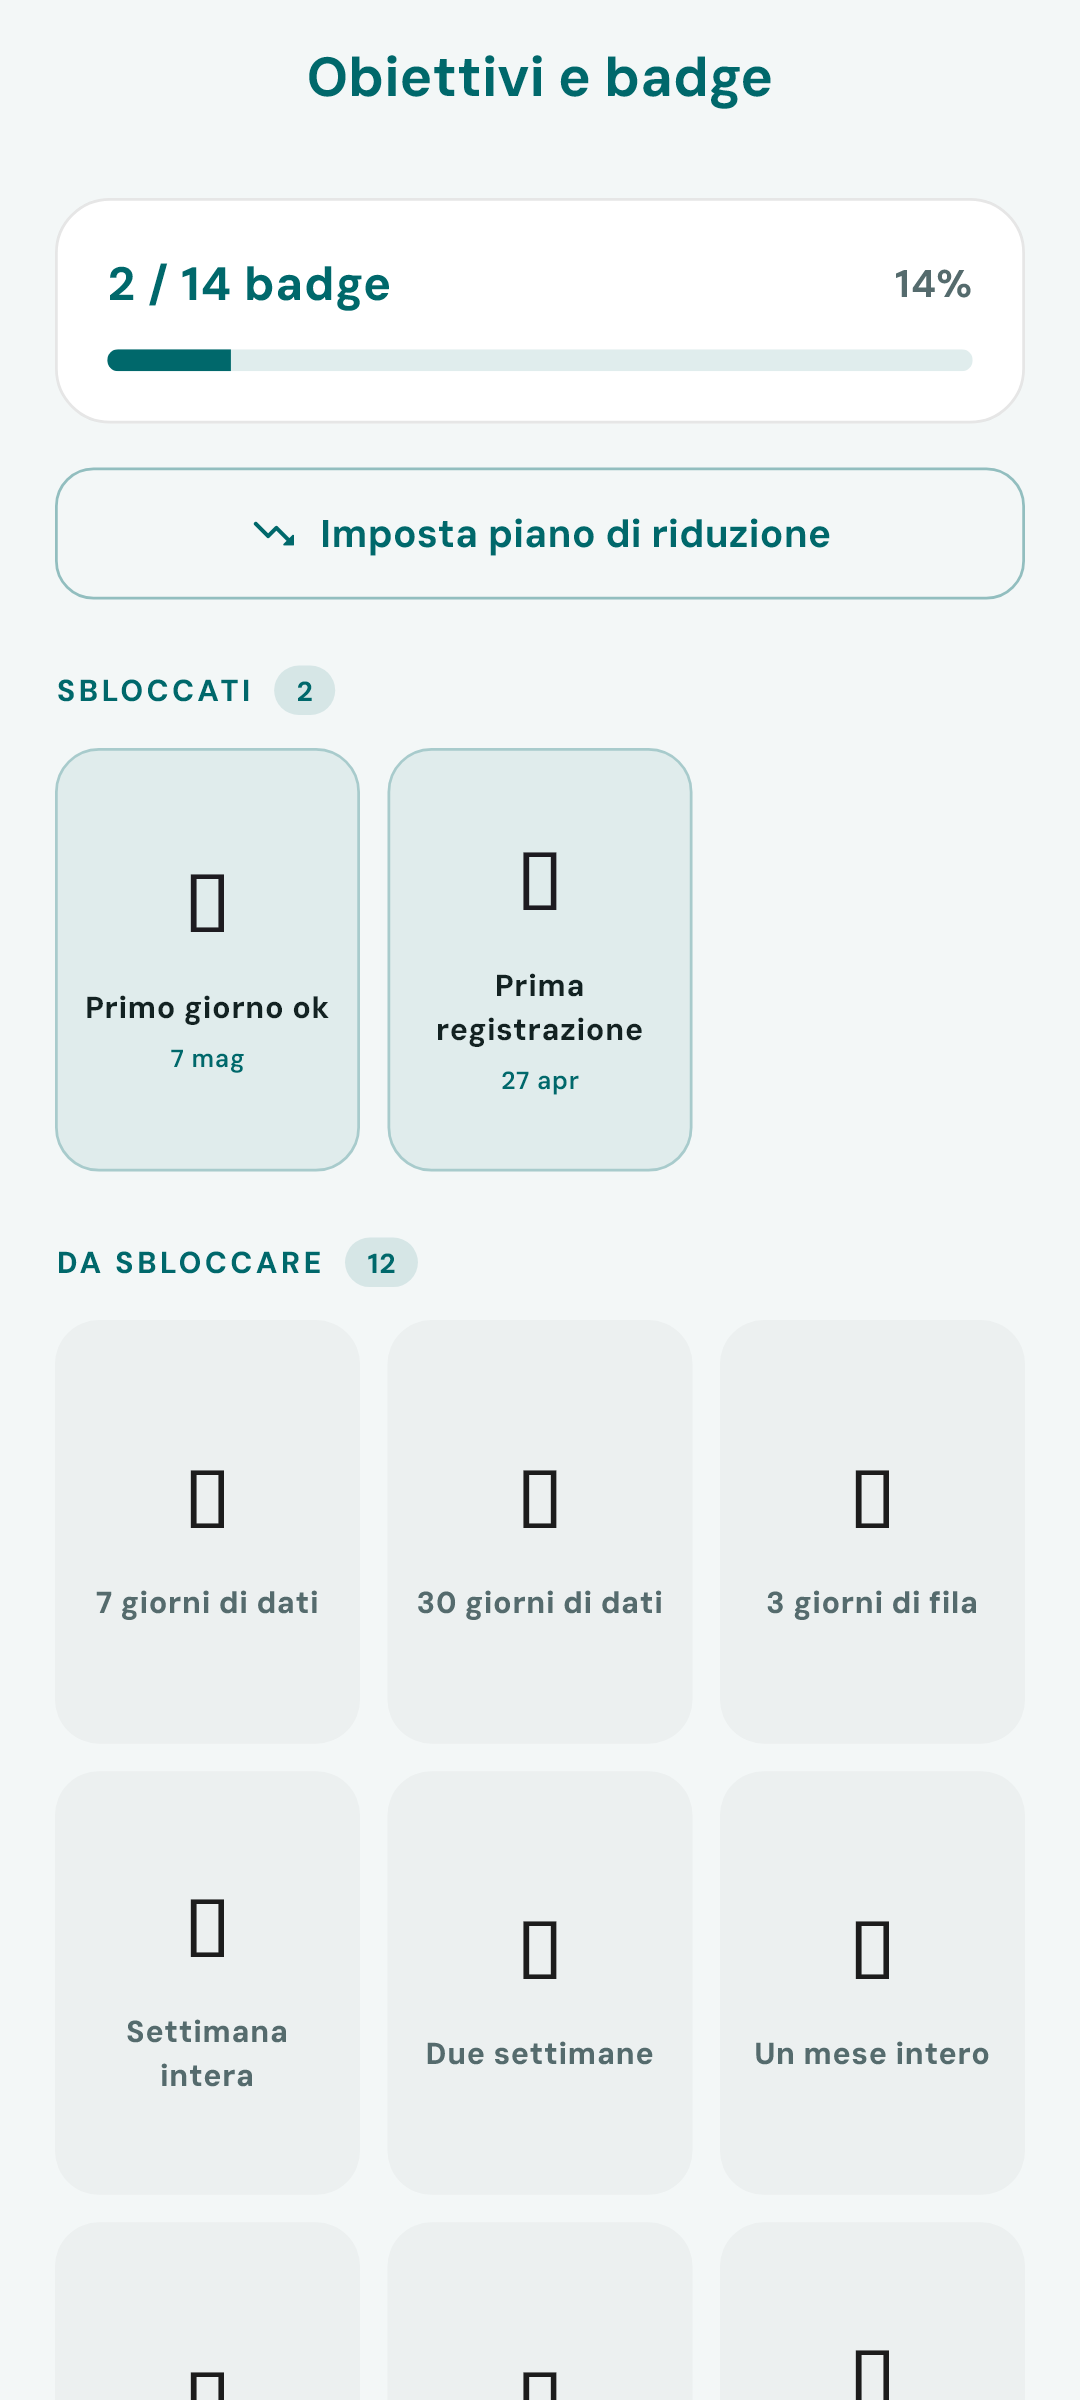 Obiettivi e badge
2 / 14 badge
14%
Imposta piano di riduzione
SBLOCCATI 2
Primo giorno ok
7 mag
Prima
registrazione
27 apr
DA SBLOCCARE 12
7 giorni di dati
30 giorni di dati
3 giorni di fila
Settimana
intera
Due settimane
Un mese intero